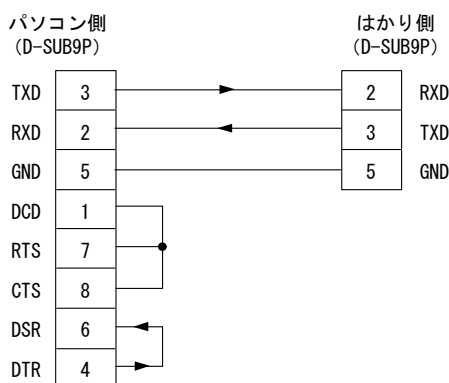 パソコン側 はかり側
(D-SUB9P) (D-SUB9P)
TXD 3 2 RXD
RXD 2 3 TXD
GND 5 5 GND
DCD 1
RTS 7
CTS 8
DSR 6
DTR 4